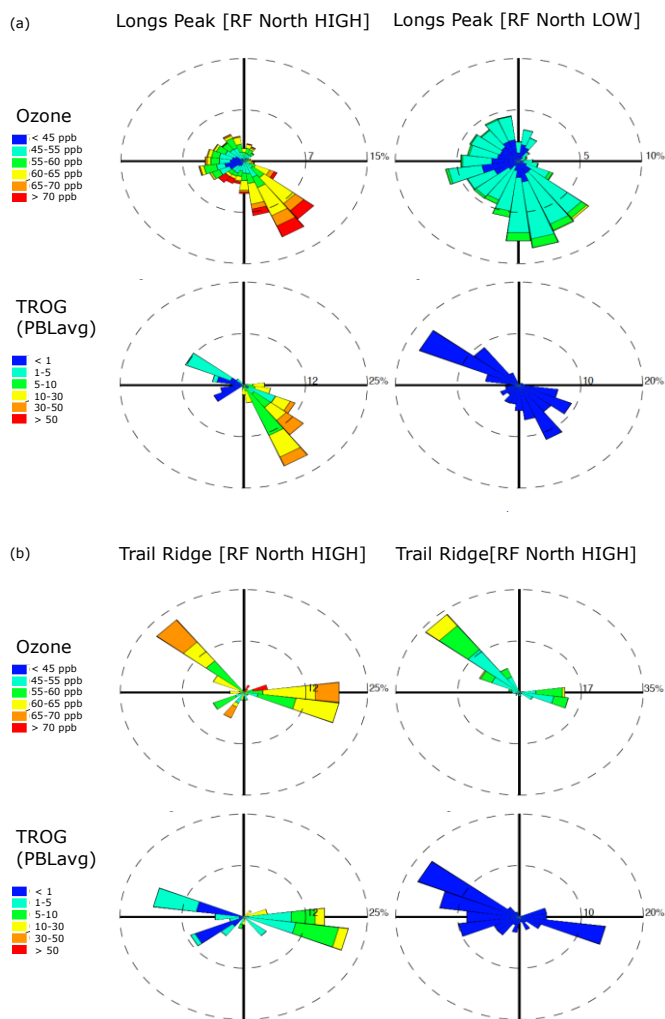 (a)
Longs Peak [RF North HIGH]
Longs Peak [RF North LOW]
Ozone
< 45 ppb
45-55 ppb
55-60 ppb
60-65 ppb
65-70 ppb
> 70 ppb
7
15%
5
10%
TROG
(PBLavg)
< 1
1-5
5-10
10-30
30-50
> 50
12
25%
10
20%
(b)
Trail Ridge [RF North HIGH]
Trail Ridge[RF North HIGH]
Ozone
< 45 ppb
45-55 ppb
55-60 ppb
60-65 ppb
65-70 ppb
> 70 ppb
12
25%
17
35%
TROG
(PBLavg)
< 1
1-5
5-10
10-30
30-50
> 50
12
25%
10
20%